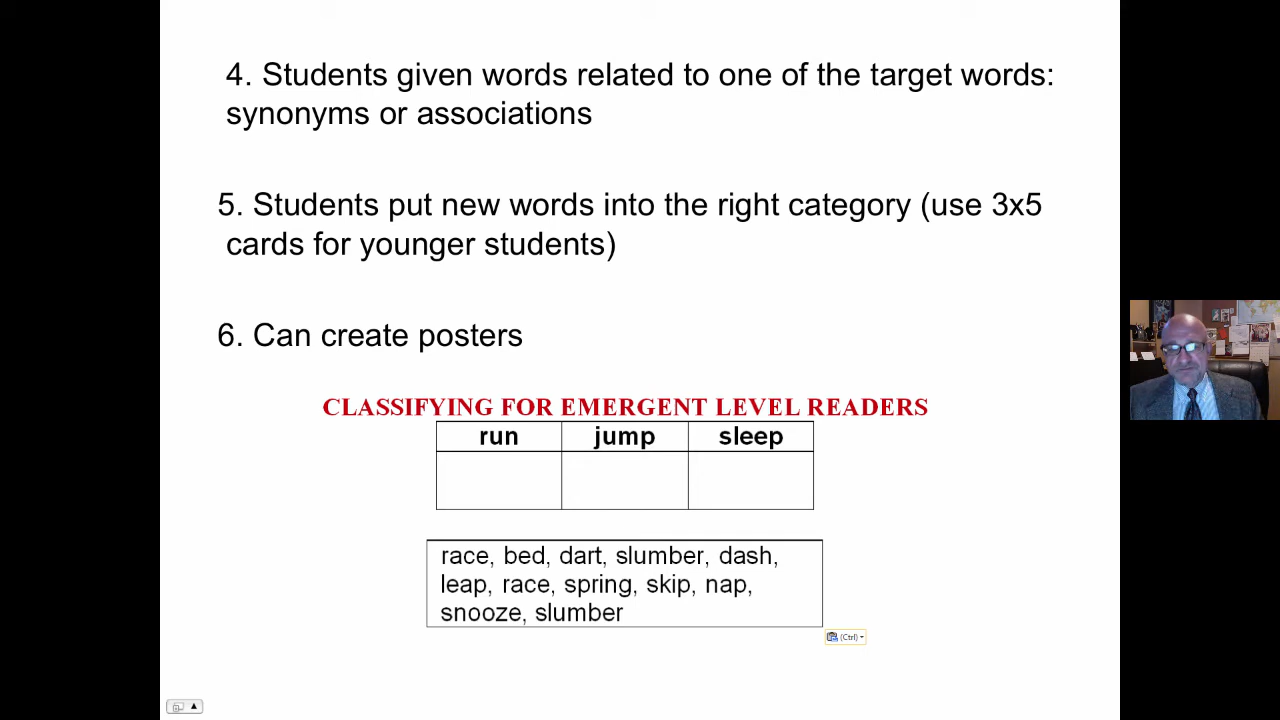 4. Students given words related to one of the target words:
synonyms or associations
5. Students put new words into the right category (use 3x5
cards for younger students)
6. Can create posters
CLASSIFYING FOR EMERGENT LEVEL READERS
run jump sleep
race, bed, dart, slumber, dash,
leap, race, spring, skip, nap,
snooze, slumber
(Ctrl)